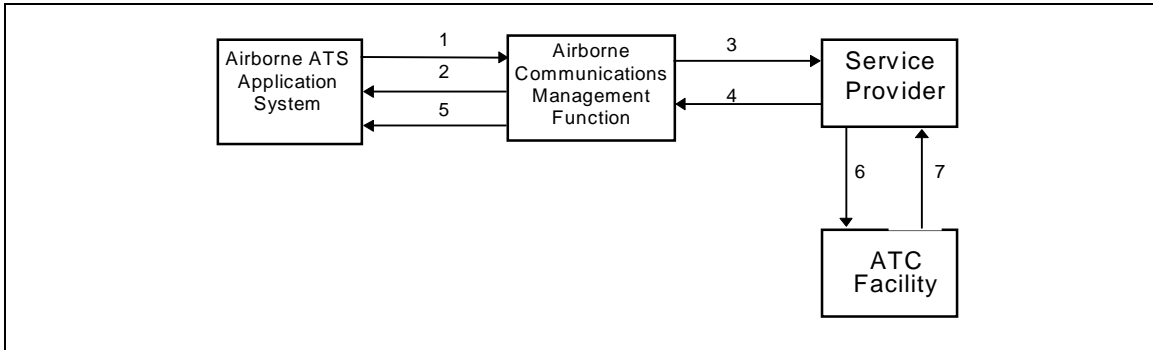 Airborne ATS
Application
System
1
2
5
Airborne
Communications
Management
Function
3
4
Service
Provider
6
7
ATC
Facility